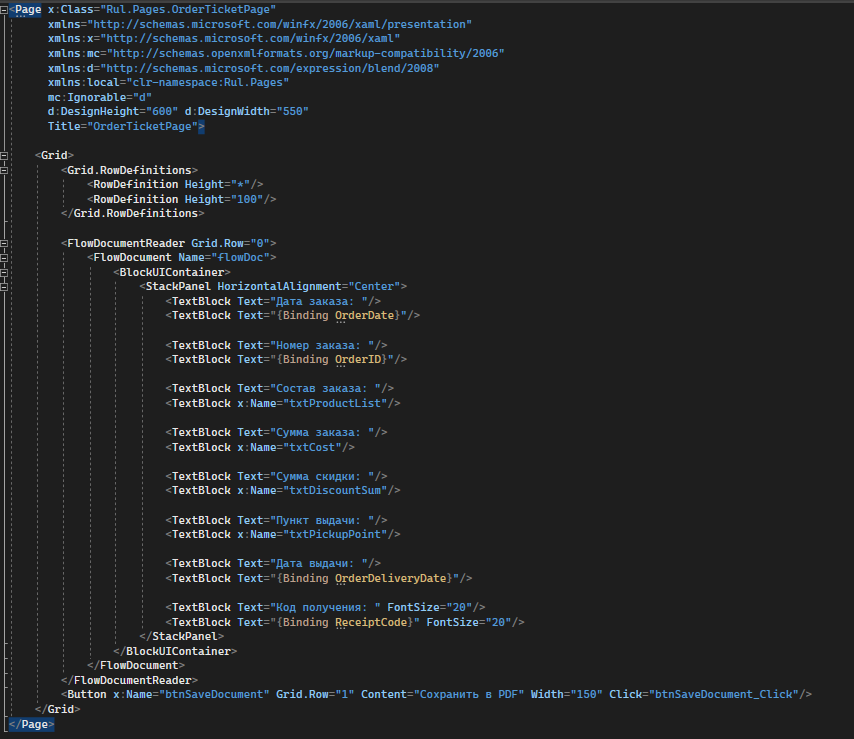 <Page x:Class="Rul.Pages.OrderTicketPage"
xmlns="http://schemas.microsoft.com/winfx/2006/xaml/presentation"
xmlns:x="http://schemas.microsoft.com/winfx/2006/xaml"
xmlns:mc="http://schemas.openxmlformats.org/markup-compatibility/2006"
xmlns:d="http://schemas.microsoft.com/expression/blend/2008"
xmlns:local="clr-namespace:Rul.Pages"
mc:Ignorable="d"
d:DesignHeight="600" d:DesignWidth="550"
Title="OrderTicketPage">
<Grid>
<Grid.RowDefinitions>
<RowDefinition Height="*"/>
<RowDefinition Height="100"/>
</Grid.RowDefinitions>
<FlowDocumentReader Grid.Row="0">
<FlowDocument Name="flowDoc">
<BlockUIContainer>
<StackPanel HorizontalAlignment="Center">
<TextBlock Text="Дата заказа: "/>
<TextBlock Text="{Binding OrderDate}"/>
<TextBlock Text="Номер заказа: "/>
<TextBlock Text="{Binding OrderID}"/>
<TextBlock Text="Состав заказа: "/>
<TextBlock x:Name="txtProductList"/>
<TextBlock Text="Сумма заказа: "/>
<TextBlock x:Name="txtCost"/>
<TextBlock Text="Сумма скидки: "/>
<TextBlock x:Name="txtDiscountSum"/>
<TextBlock Text="Пункт выдачи: "/>
<TextBlock x:Name="txtPickupPoint"/>
<TextBlock Text="Дата выдачи: "/>
<TextBlock Text="{Binding OrderDeliveryDate}"/>
<TextBlock Text="Код получения: " FontSize="20"/>
<TextBlock Text="{Binding ReceiptCode}" FontSize="20"/>
</StackPanel>
</BlockUIContainer>
</FlowDocument>
</FlowDocumentReader>
<Button x:Name="btnSaveDocument" Grid.Row="1" Content="Сохранить в PDF" Width="150" Click="btnSaveDocument_Click"/>
</Grid>
</Page>